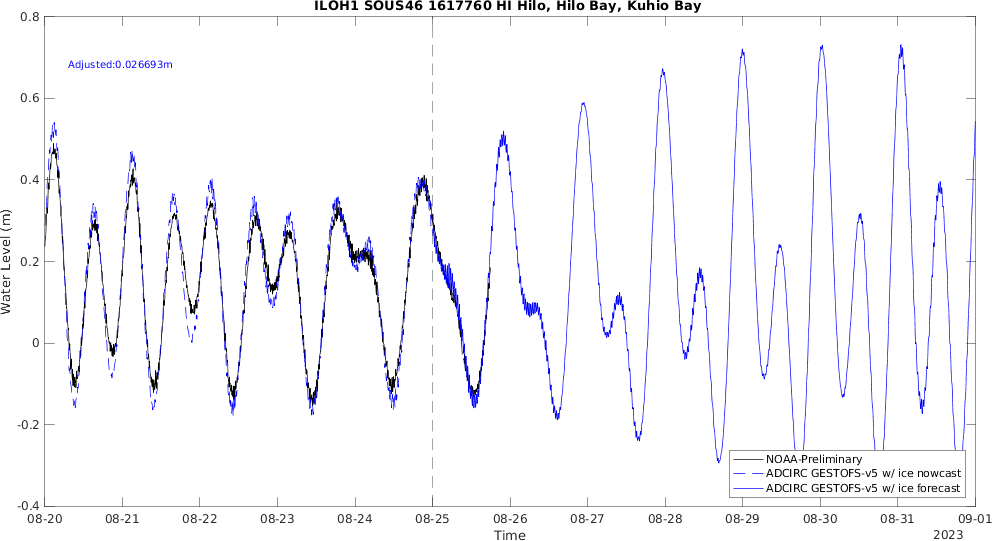 ILOH1 SOUS46 1617760 HI Hilo, Hilo Bay, Kuhio Bay
Adjusted:0.026693m
Water Level (m)
0.8
0.6
0.4
0.2
0
-0.2
-0.4
NOAA-Preliminary
ADCIRC GESTOFS-v5 w/ ice nowcast
ADCIRC GESTOFS-v5 w/ ice forecast
08-20 08-21 08-22 08-23 08-24 08-25 08-26 08-27 08-28 08-29 08-30 08-31 09-01
Time
2023